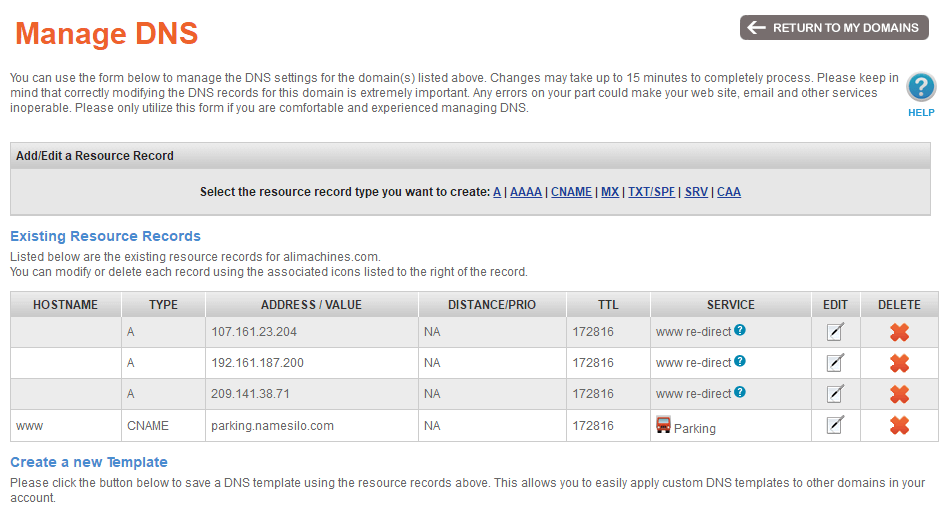 Manage DNS
RETURN TO MY DOMAINS
You can use the form below to manage the DNS settings for the domain(s) listed above. Changes may take up to 15 minutes to completely process. Please keep in
mind that correctly modifying the DNS records for this domain is extremely important. Any errors on your part could make your web site, email and other services
inoperable. Please only utilize this form if you are comfortable and experienced managing DNS.
?
HELP
Add/Edit a Resource Record
Select the resource record type you want to create: A | AAAA | CNAME | MX | TXT/SPF | SRV | CAA
Existing Resource Records
Listed below are the existing resource records for alimachines.com.
You can modify or delete each record using the associated icons listed to the right of the record.
HOSTNAME TYPE ADDRESS / VALUE DISTANCE/PRIO TTL SERVICE EDIT DELETE
A 107.161.23.204 NA 172816 www re-direct ?
A 192.161.187.200 NA 172816 www re-direct ?
A 209.141.38.71 NA 172816 www re-direct ?
www CNAME parking.namesilo.com NA 172816 Parking
Create a new Template
Please click the button below to save a DNS template using the resource records above. This allows you to easily apply custom DNS templates to other domains in your
account.